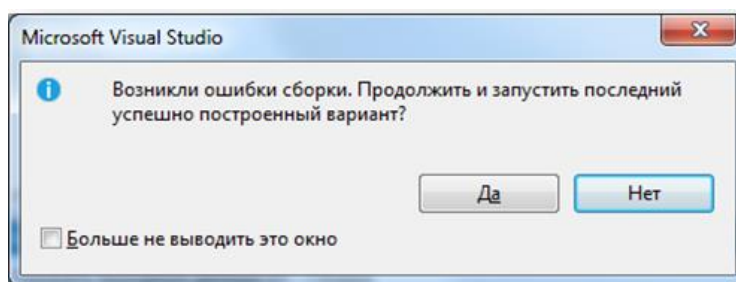 Microsoft Visual Studio
Возникли ошибки сборки. Продолжить и запустить последний
успешно построенный вариант?
Да
Нет
Больше не выводить это окно